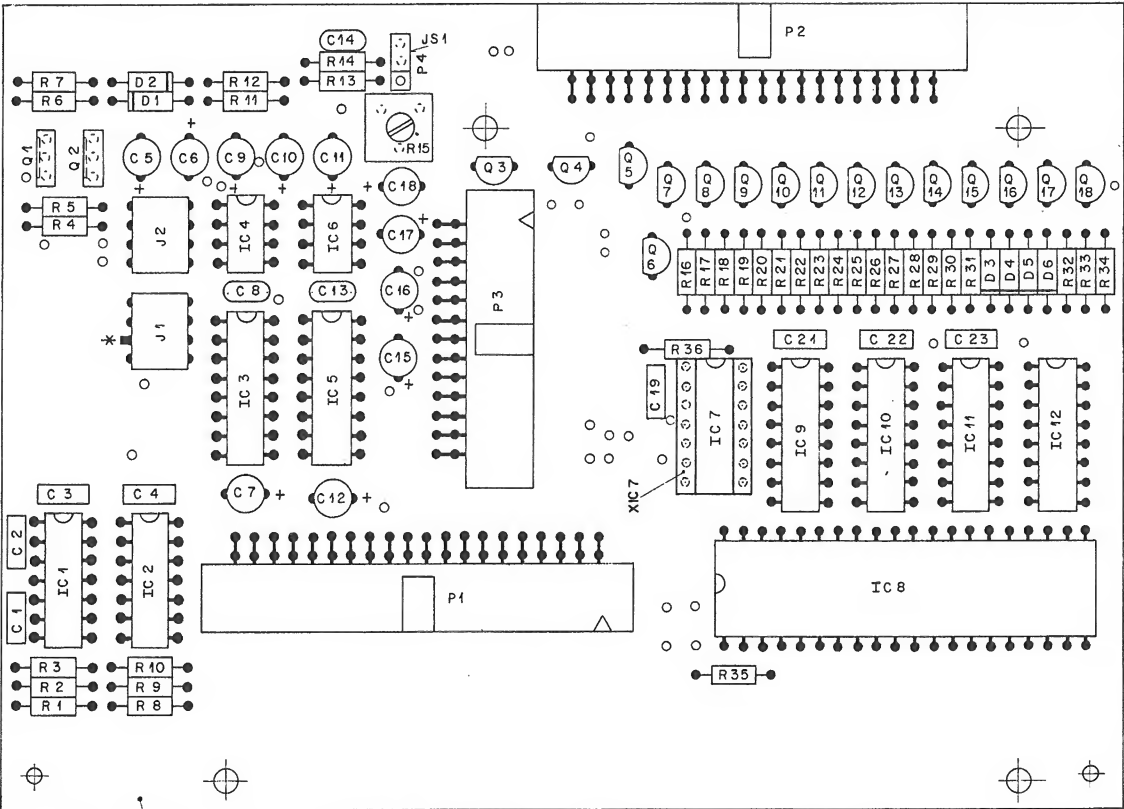 P2
C14
JS1
P4
R14
R13
R7
D2
R12
R6
D1
R11
R15
Q1
Q2
C5
C6
C9
C10
C11
+
+
+
+
+
+
C18
Q3
Q4
Q5
Q7
Q8
Q9
Q10
Q11
Q12
Q13
Q14
Q15
Q16
Q17
Q18
R5
R4
J2
IC4
IC6
C17
+
Q6
R16
R17
R18
R19
R20
R21
R22
R23
R24
R25
R26
R27
R28
R29
R30
R31
D3
D4
D5
D6
R32
R33
R34
C8
C13
C16
+
P3
*
J1
IC3
IC5
C15
+
R36
C21
C22
C23
C19
IC7
IC9
IC10
IC11
IC12
X1C7
C7
+
C12
+
C3
C4
C2
C1
IC1
IC2
P1
IC8
R3
R10
R2
R9
R1
R8
R35